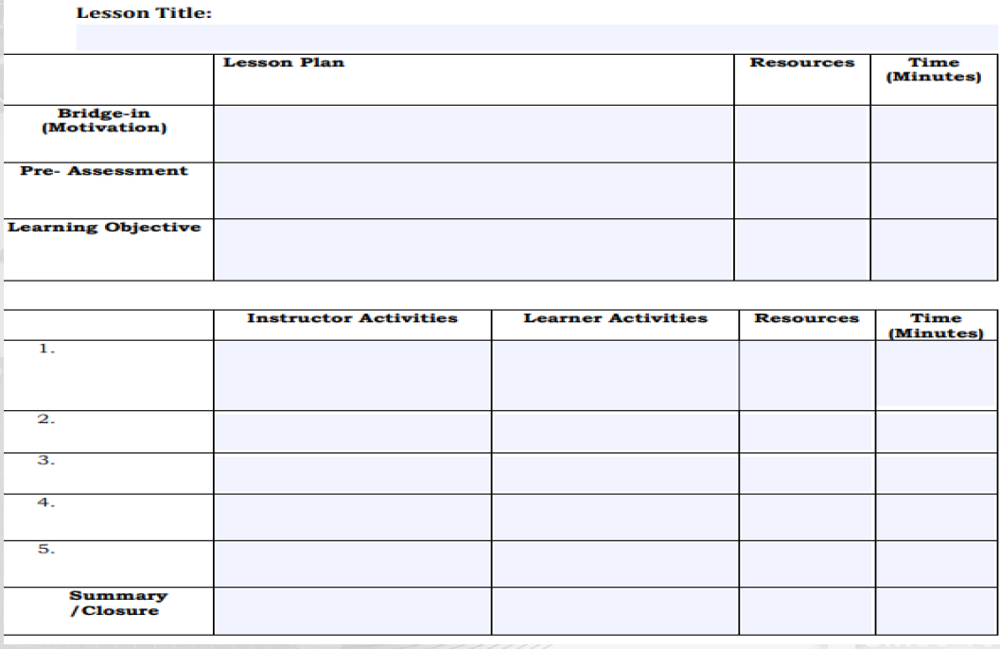 Lesson Title:
Lesson Plan
Resources
Time
(Minutes)
Bridge-in
(Motivation)
Pre- Assessment
Learning Objective
Instructor Activities
Learner Activities
Resources
Time
(Minutes)
1.
2.
3.
4.
5.
Summary
/Closure